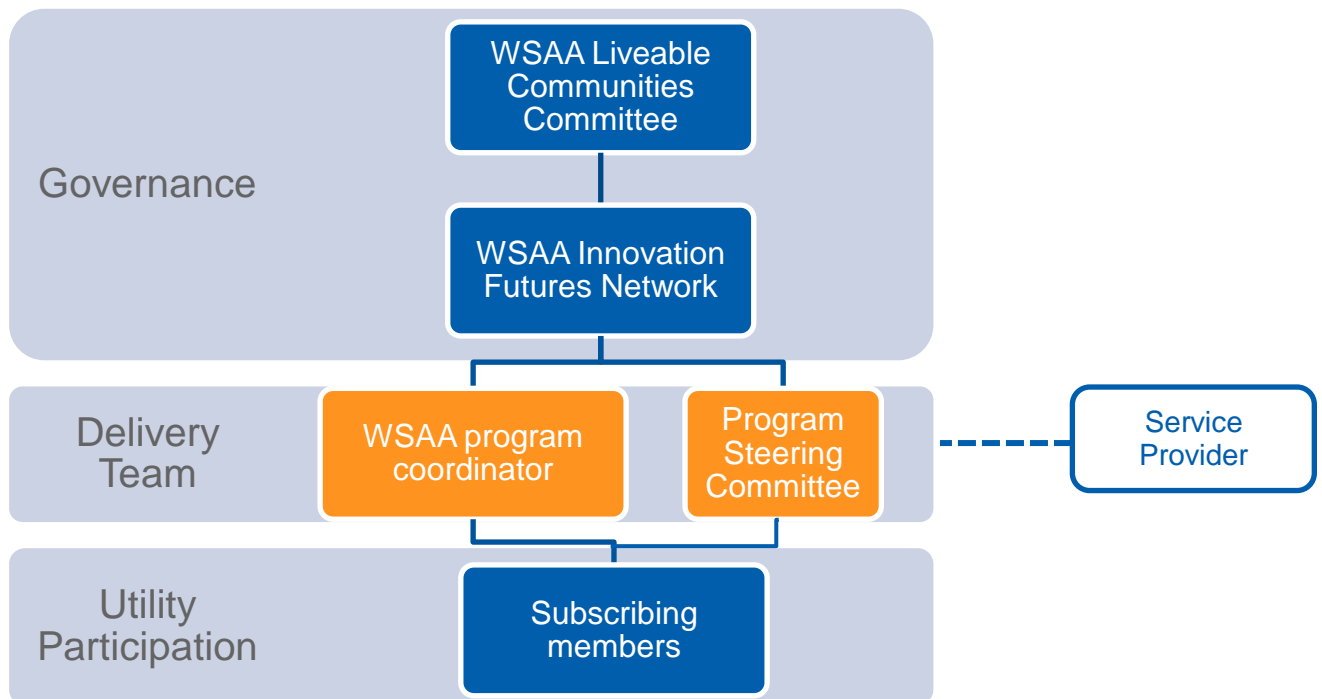 Governance
WSAA Liveable
Communities
Committee
WSAA Innovation
Futures Network
Delivery
Team
WSAA program
coordinator
Program
Steering
Committee
Service
Provider
Utility
Participation
Subscribing
members